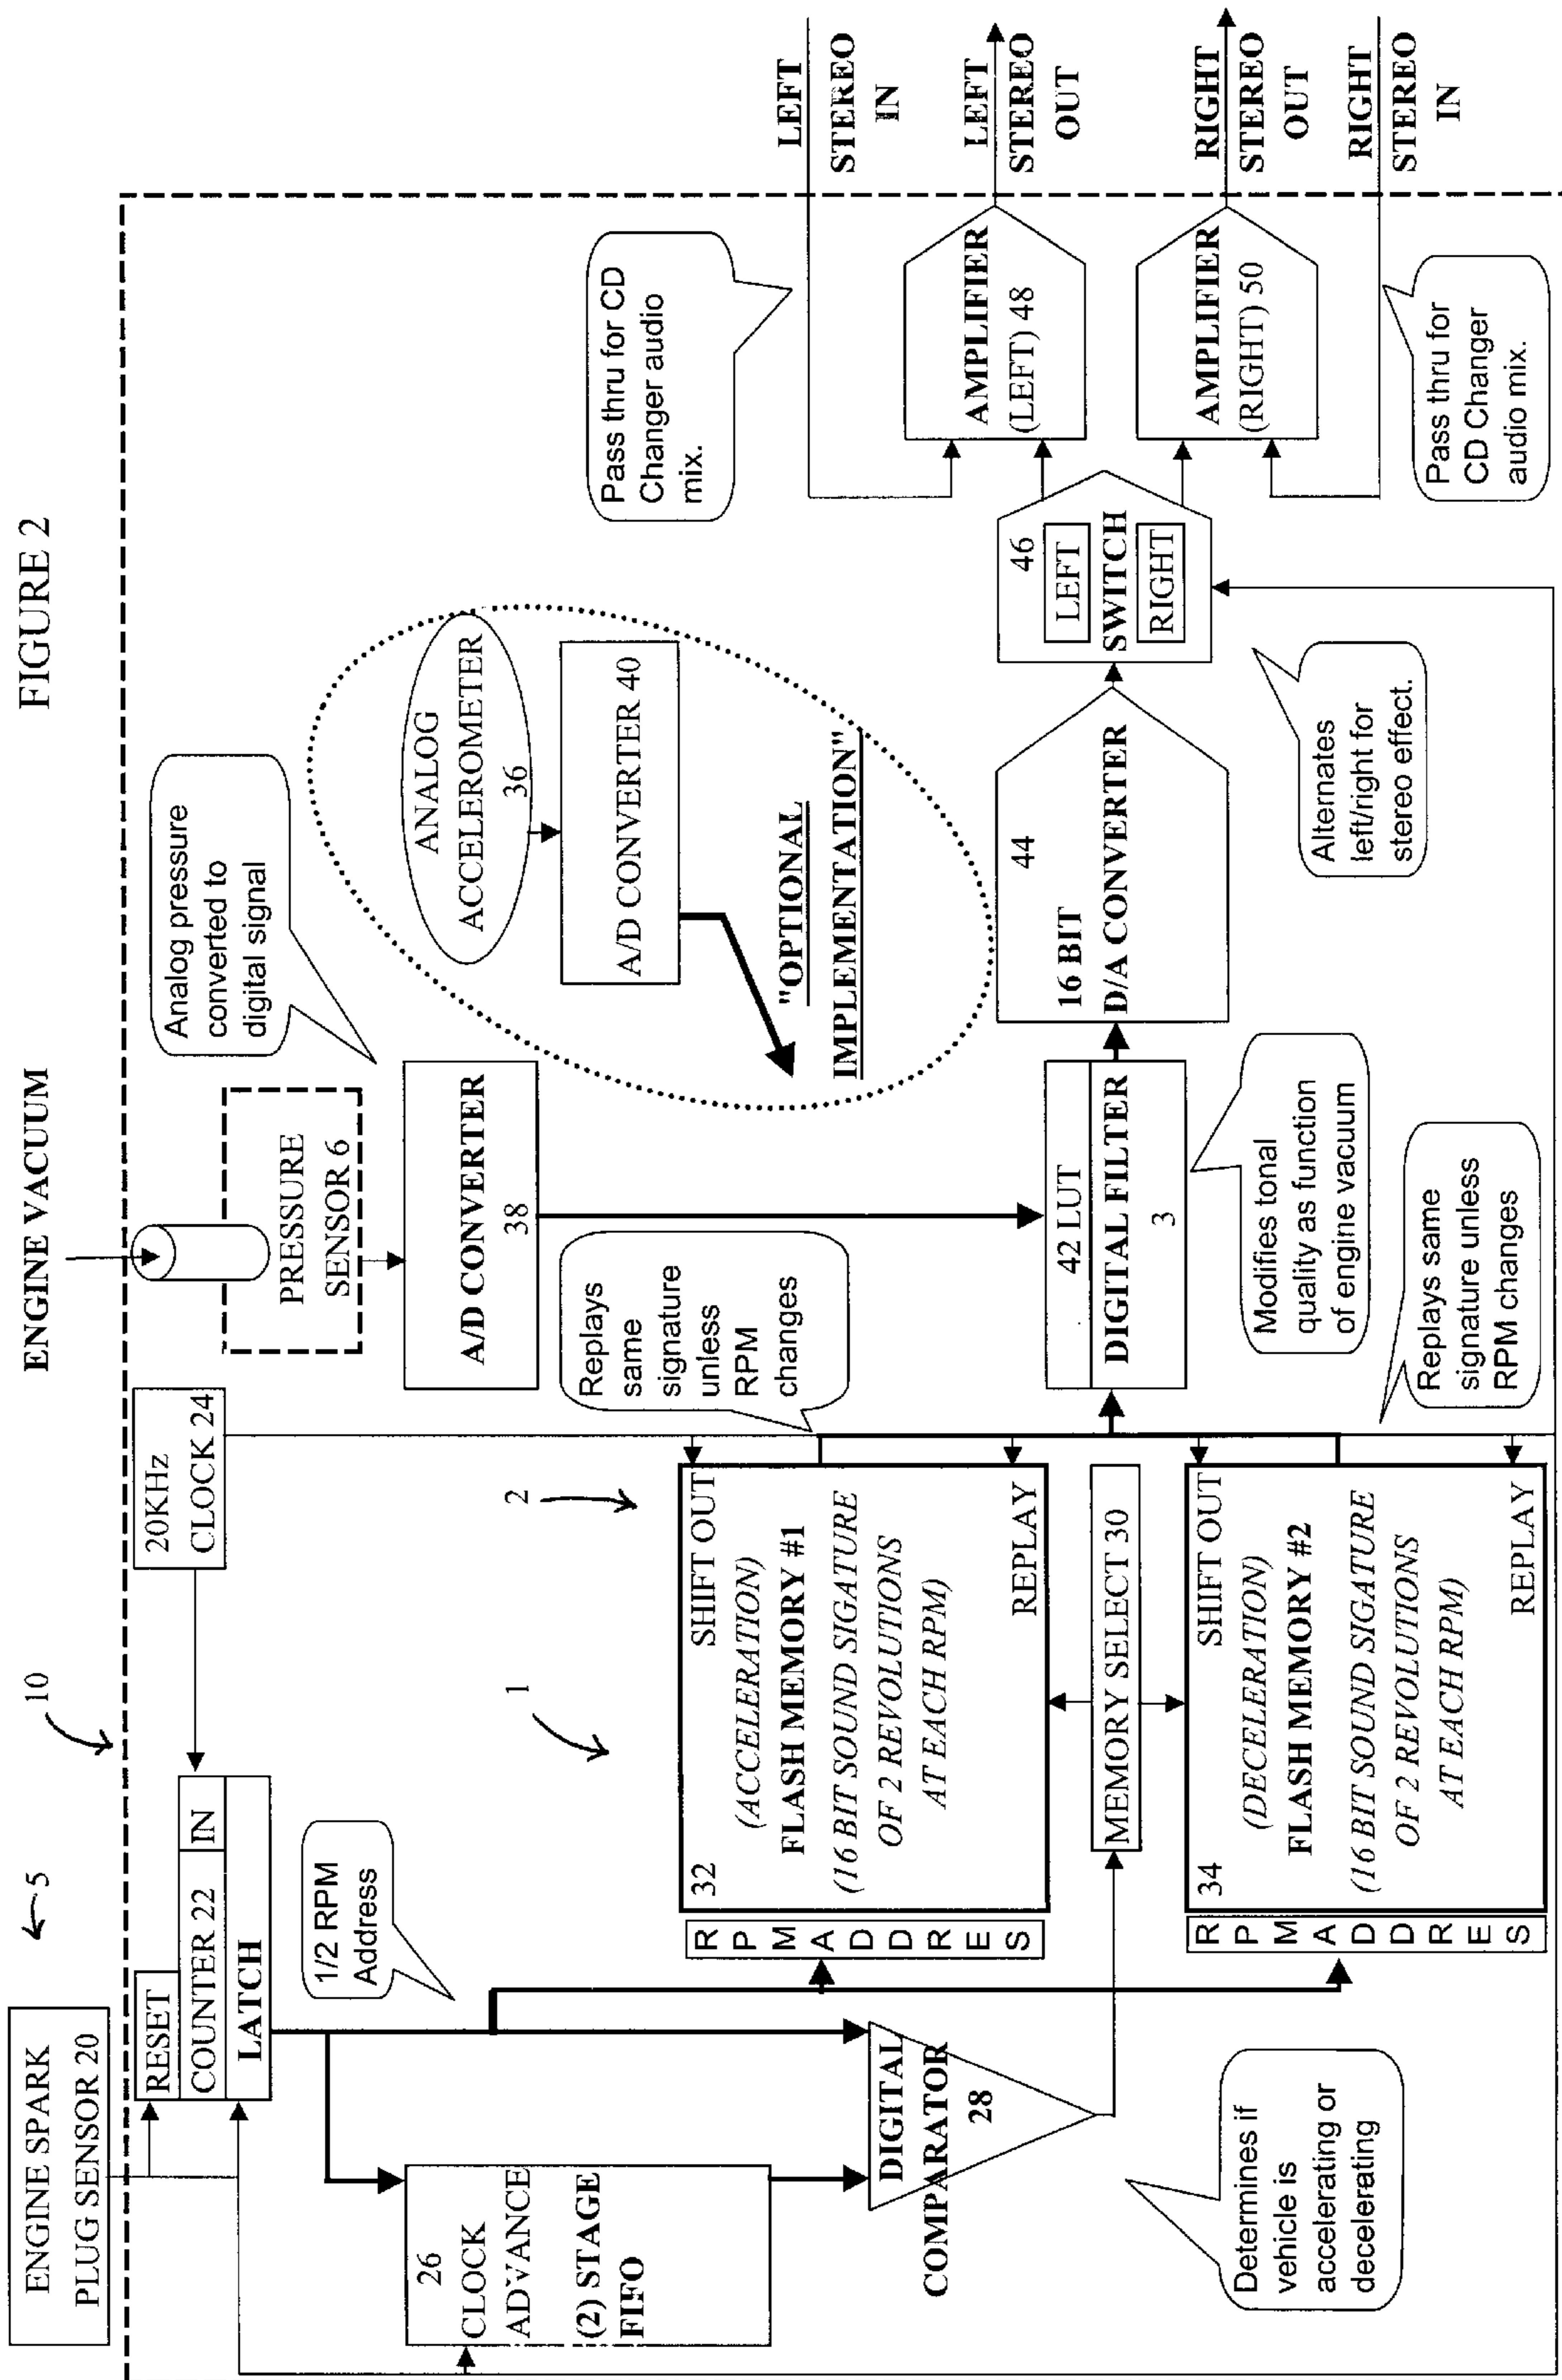 FIGURE 2
ENGINE SPARK
PLUG SENSOR 20
5
10
ENGINE VACUUM
RESET
COUNTER 22
IN
LATCH
20KHz
CLOCK 24
PRESSURE
SENSOR 6
Analog pressure
converted to
digital signal
1/2 RPM
Address
26
CLOCK
ADVANCE
(2) STAGE
FIFO
A/D CONVERTER
38
ANALOG
ACCELEROMETER
36
A/D CONVERTER 40
"OPTIONAL
IMPLEMENTATION"
Pass thru for CD
Changer audio
mix.
LEFT
STEREO
IN
1
2
Replays
same
signature
unless
RPM
changes
R
P
M
A
D
D
R
E
S
32
SHIFT OUT
(ACCELERATION)
FLASH MEMORY #1
(16 BIT SOUND SIGATURE
OF 2 REVOLUTIONS
AT EACH RPM)
REPLAY
DIGITAL
COMPARATOR
28
MEMORY SELECT 30
42 LUT
DIGITAL FILTER
3
44
16 BIT
D/A CONVERTER
46
LEFT
SWITCH
RIGHT
AMPLIFIER
(LEFT) 48
LEFT
STEREO
OUT
AMPLIFIER
(RIGHT) 50
RIGHT
STEREO
OUT
RIGHT
STEREO
IN
Determines if
vehicle is
accelerating or
decelerating
R
P
M
A
D
D
R
E
S
34
SHIFT OUT
(DECELERATION)
FLASH MEMORY #2
(16 BIT SOUND SIGATURE
OF 2 REVOLUTIONS
AT EACH RPM)
REPLAY
Modifies tonal
quality as function
of engine vacuum
Replays same
signature unless
RPM changes
Alternates
left/right for
stereo effect.
Pass thru for
CD Changer
audio mix.